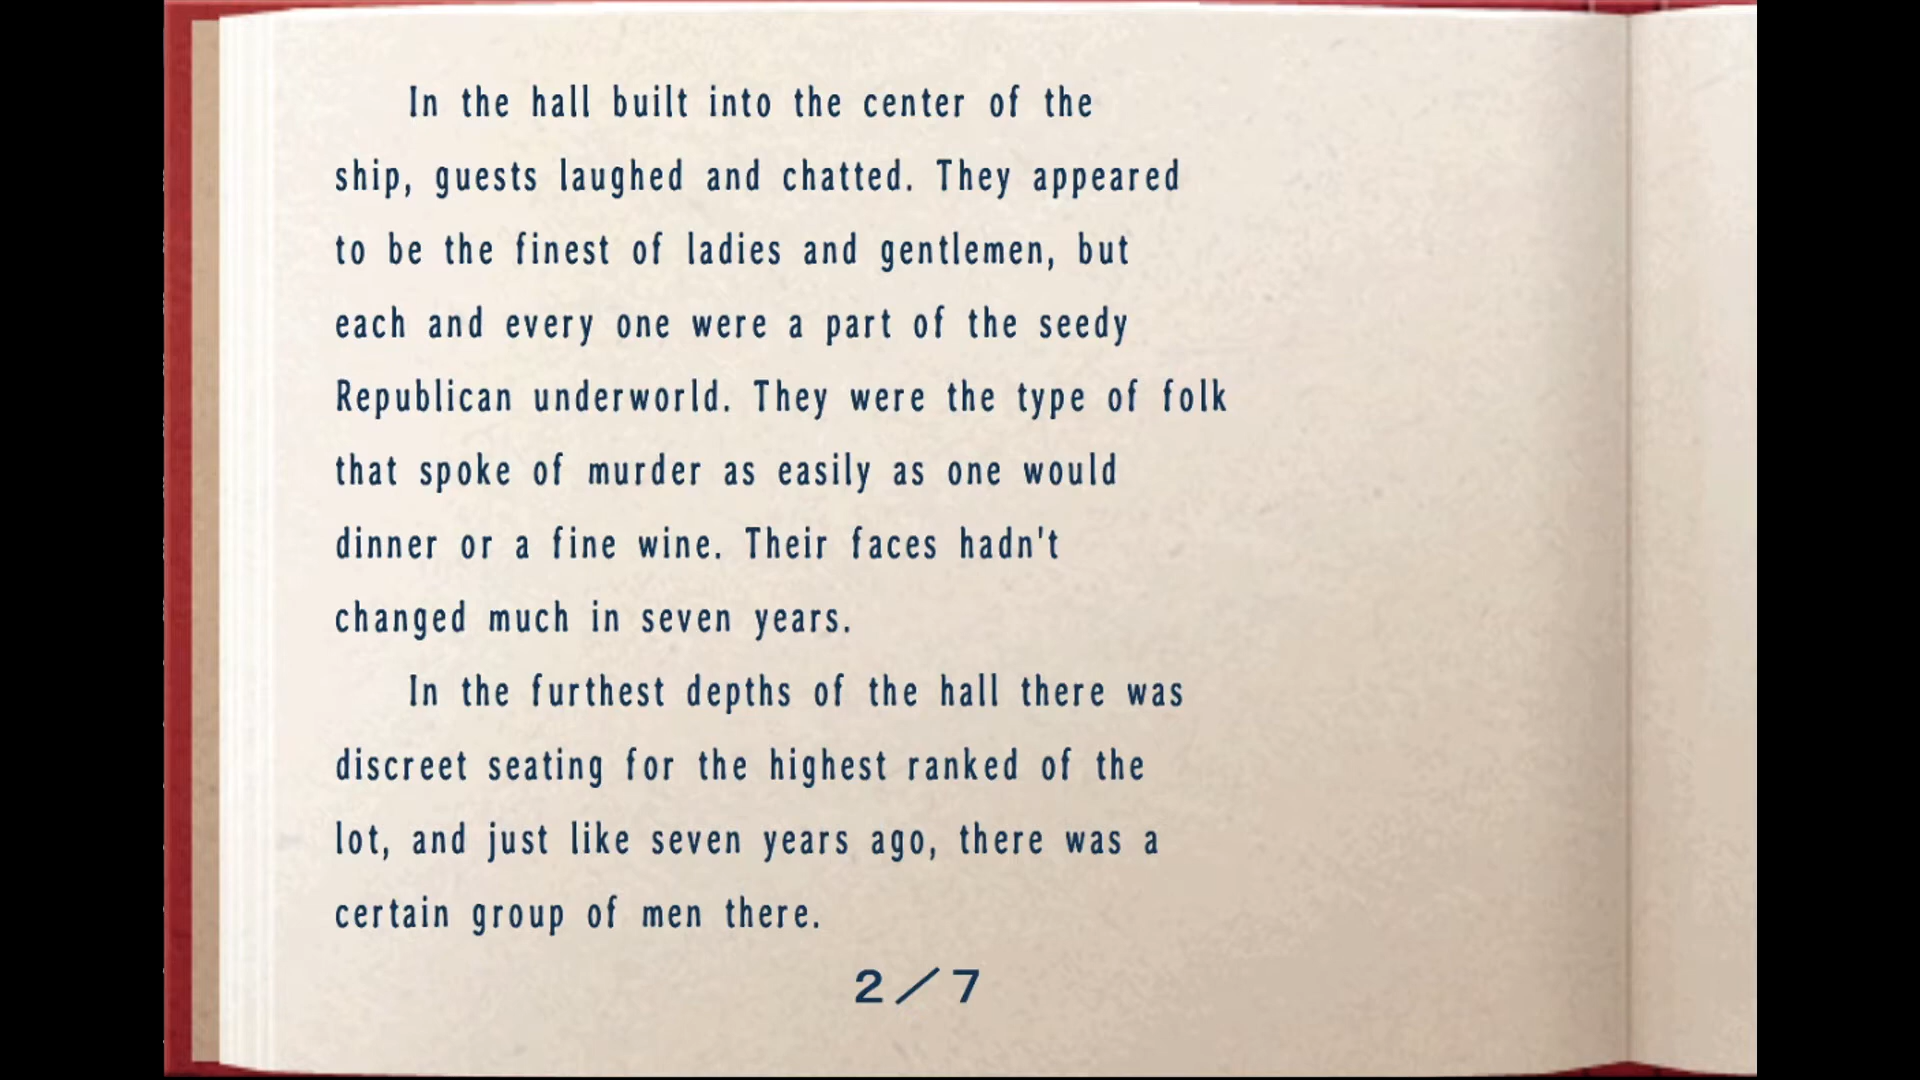 In the hall built into the center of the
ship, guests laughed and chatted. They appeared
to be the finest of ladies and gentlemen, but
each and every one were a part of the seedy
Republican underworld. They were the type of folk
that spoke of murder as easily as one would
dinner or a fine wine. Their faces hadn't
changed much in seven years.
In the furthest depths of the hall there was
discreet seating for the highest ranked of the
lot, and just like seven years ago, there was a
certain group of men there.
2／7